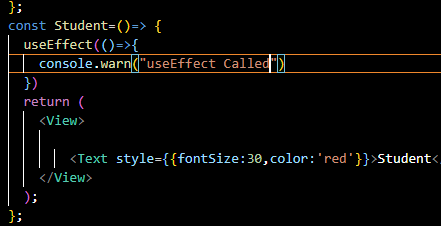 };
const Student=()=> {
  useEffect(()=>{
    console.warn("useEffect Called")
  })
  return (
    <View>

        <Text style={{fontSize:30,color:'red'}}>Student<
    </View>
  );
};